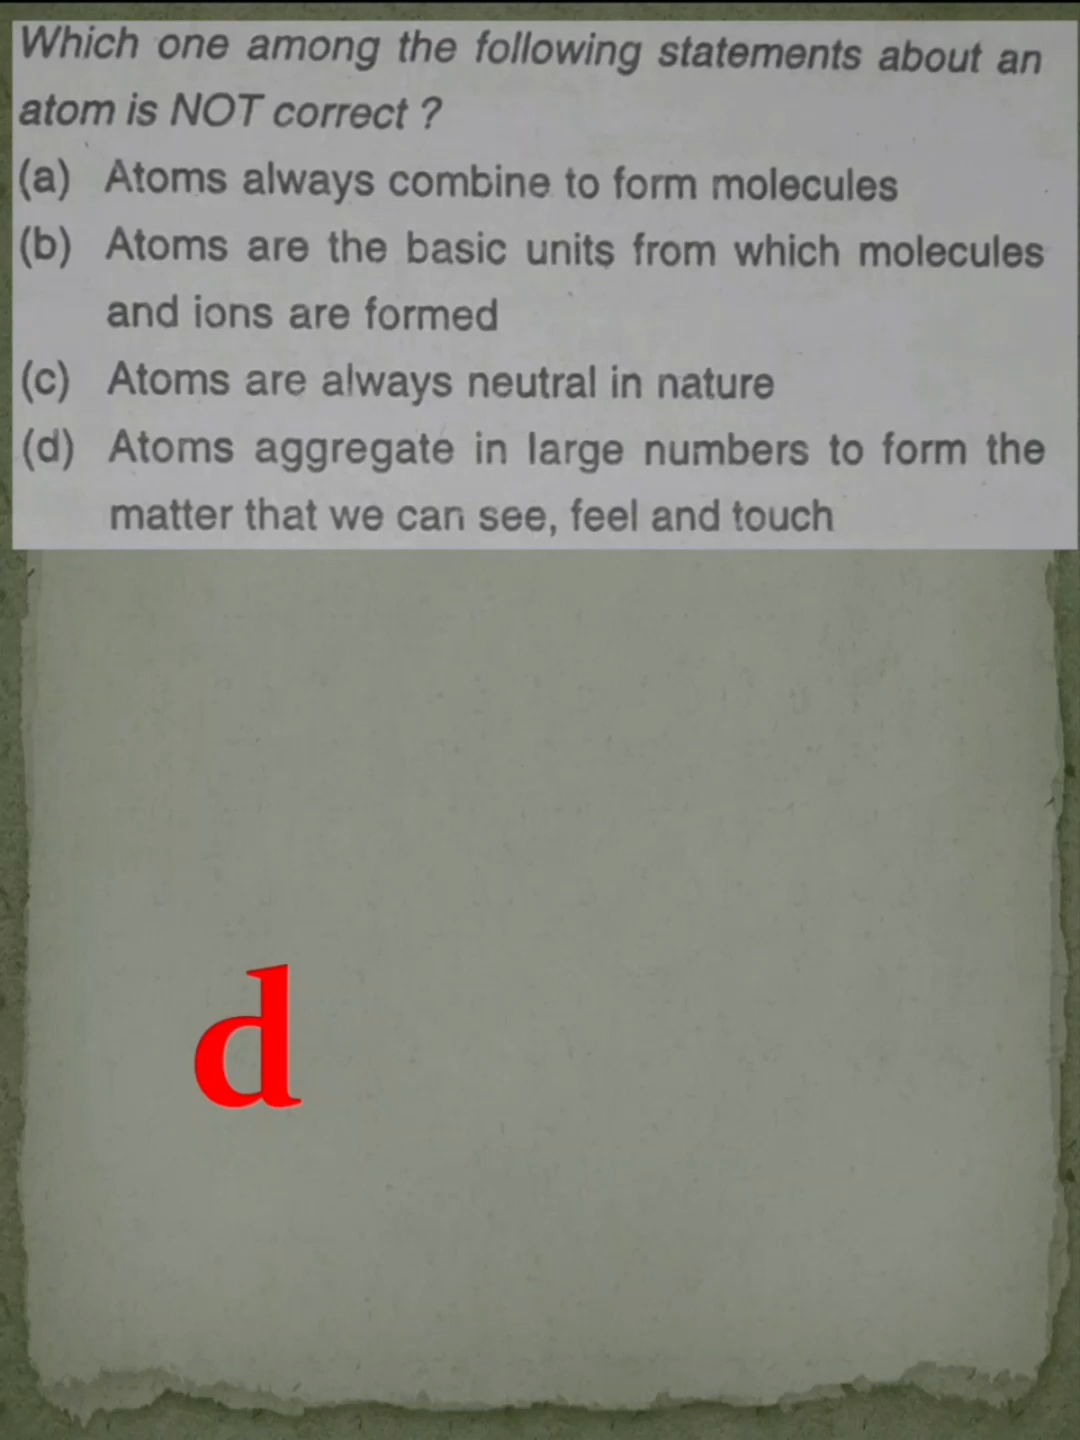 Which one among the following statements about an
atom is NOT correct ?
(a) Atoms always combine to form molecules
(b) Atoms are the basic units from which molecules
and ions are formed
(c) Atoms are always neutral in nature
(d) Atoms aggregate in large numbers to form the
matter that we can see, feel and touch
d